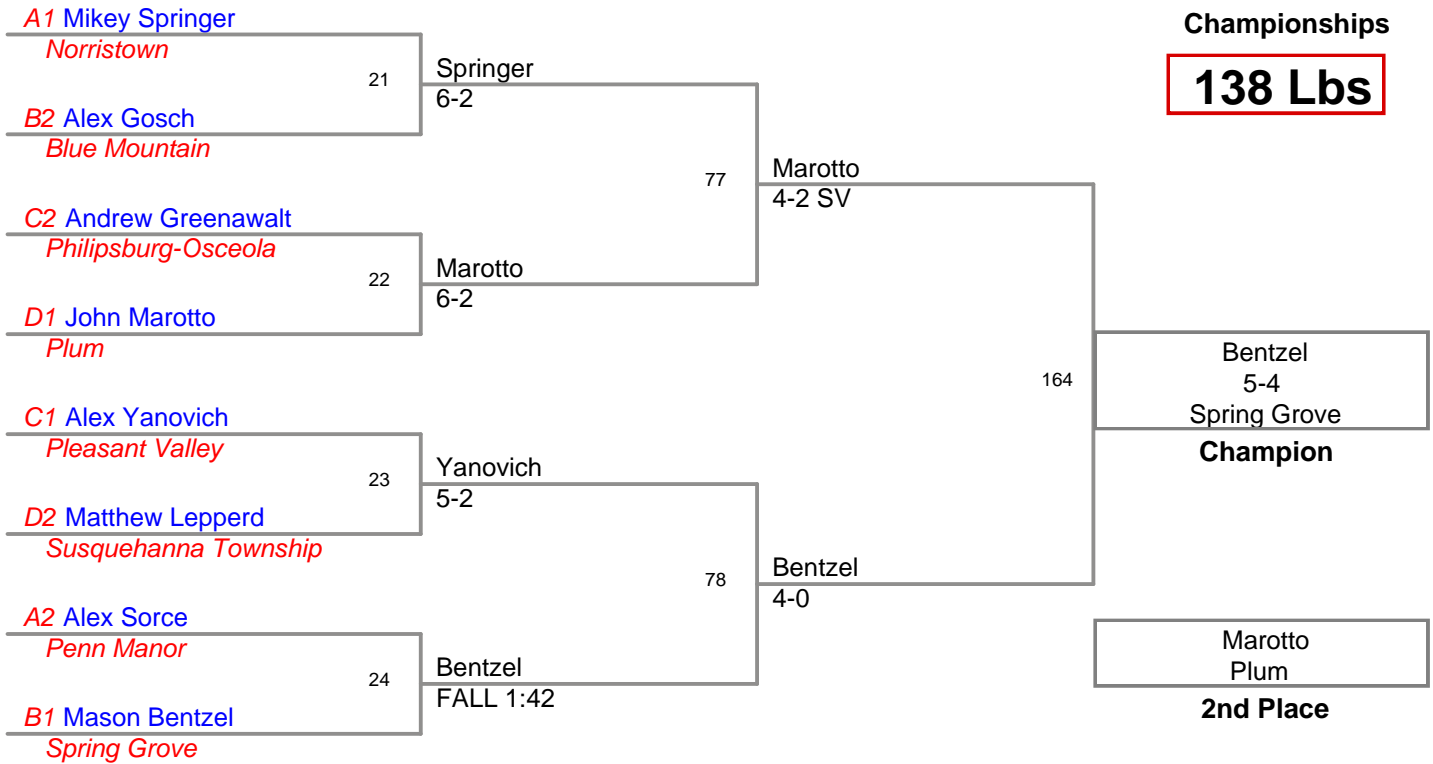 A1 Mikey Springer
Norristown
21
B2 Alex Gosch
Blue Mountain
Springer
6-2
C2 Andrew Greenawalt
Philipsburg-Osceola
22
D1 John Marotto
Plum
Marotto
6-2
77
Marotto
4-2 SV
C1 Alex Yanovich
Pleasant Valley
23
D2 Matthew Lepperd
Susquehanna Township
Yanovich
5-2
A2 Alex Sorce
Penn Manor
24
B1 Mason Bentzel
Spring Grove
Bentzel
FALL 1:42
78
Bentzel
4-0
164
Championships
138 Lbs
Bentzel
5-4
Spring Grove
Champion
Marotto
Plum
2nd Place